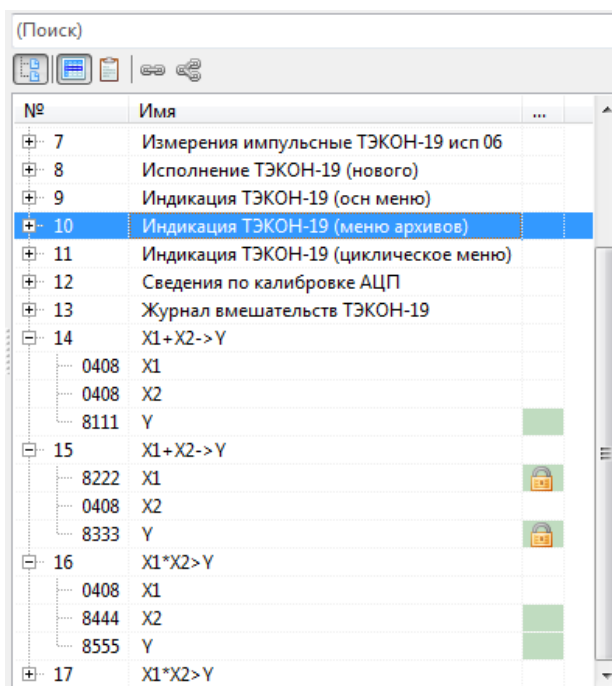 (Поиск)
№ Имя ...
7 Измерения импульсные ТЭКОН-19 исп 06
8 Исполнение ТЭКОН-19 (нового)
9 Индикация ТЭКОН-19 (осн меню)
10 Индикация ТЭКОН-19 (меню архивов)
11 Индикация ТЭКОН-19 (циклическое меню)
12 Сведения по калибровке АЦП
13 Журнал вмешательств ТЭКОН-19
14 X1+X2->Y
0408 X1
0408 X2
8111 Y
15 X1+X2->Y
8222 X1
0408 X2
8333 Y
16 X1*X2>Y
0408 X1
8444 X2
8555 Y
17 X1*X2>Y